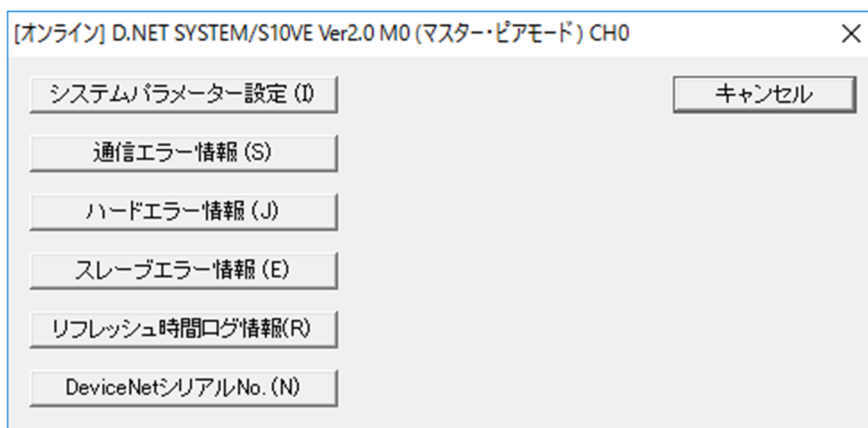 [オンライン] D.NET SYSTEM/S10VE Ver2.0 M0 (マスター・ピアモード) CH0
システムパラメーター設定 (I)
キャンセル
通信エラー情報 (S)
ハードエラー情報 (J)
スレーブエラー情報 (E)
リフレッシュ時間ログ情報(R)
DeviceNetシリアルNo. (N)